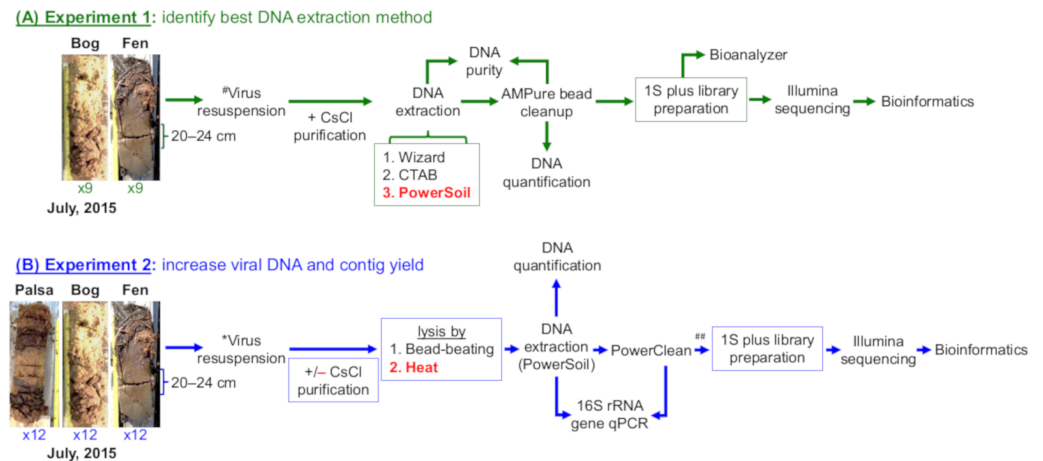 (A) Experiment 1: identify best DNA extraction method
Bog Fen
20–24 cm
x9 x9
July, 2015
#Virus
resuspension
+ CsCl
purification
DNA
purity
DNA
extraction
1. Wizard
2. CTAB
3. PowerSoil
AMPure bead
cleanup
DNA
quantification
Bioanalyzer
1S plus library
preparation
Illumina
sequencing
Bioinformatics
(B) Experiment 2: increase viral DNA and contig yield
Palsa Bog Fen
20–24 cm
x12 x12 x12
July, 2015
*Virus
resuspension
+/– CsCl
purification
lysis by
1. Bead-beating
2. Heat
DNA
quantification
DNA
extraction
(PowerSoil)
PowerClean
16S rRNA
gene qPCR
##
1S plus library
preparation
Illumina
sequencing
Bioinformatics